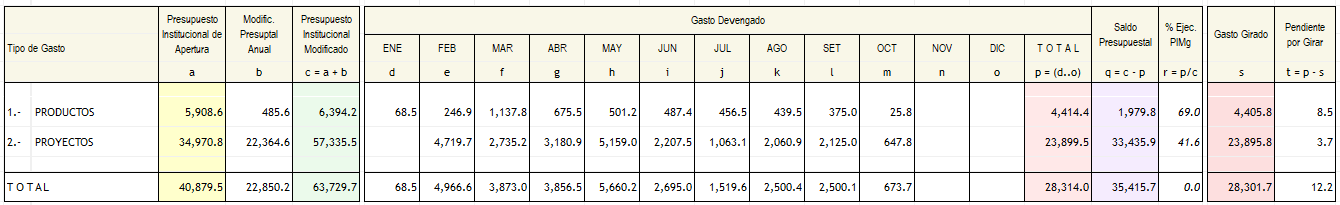 Tipo de Gasto
Presupuesto Institucional de Apertura
a
Modific. Presuptal Anual
b
Presupuesto Institucional Modificado
c = a + b
Gasto Devengado
ENE FEB MAR ABR MAY JUN JUL AGO SET OCT NOV DIC T O T A L
d e f g h i j k l m n o p = (d..o)
Saldo Presupuestal
q = c - p
% Ejec. PIMg
r = p/c
Gasto Girado
s
Pendiente por Girar
t = p - s
1.- PRODUCTOS 5,908.6 485.6 6,394.2 68.5 246.9 1,137.8 675.5 501.2 487.4 456.5 439.5 375.0 25.8 4,414.4 1,979.8 69.0 4,405.8 8.5
2.- PROYECTOS 34,970.8 22,364.6 57,335.5 4,719.7 2,735.2 3,180.9 5,159.0 2,207.5 1,063.1 2,060.9 2,125.0 647.8 23,899.5 33,435.9 41.6 23,895.8 3.7
T O T A L 40,879.5 22,850.2 63,729.7 68.5 4,966.6 3,873.0 3,856.5 5,660.2 2,695.0 1,519.6 2,500.4 2,500.1 673.7 28,314.0 35,415.7 0.0 28,301.7 12.2